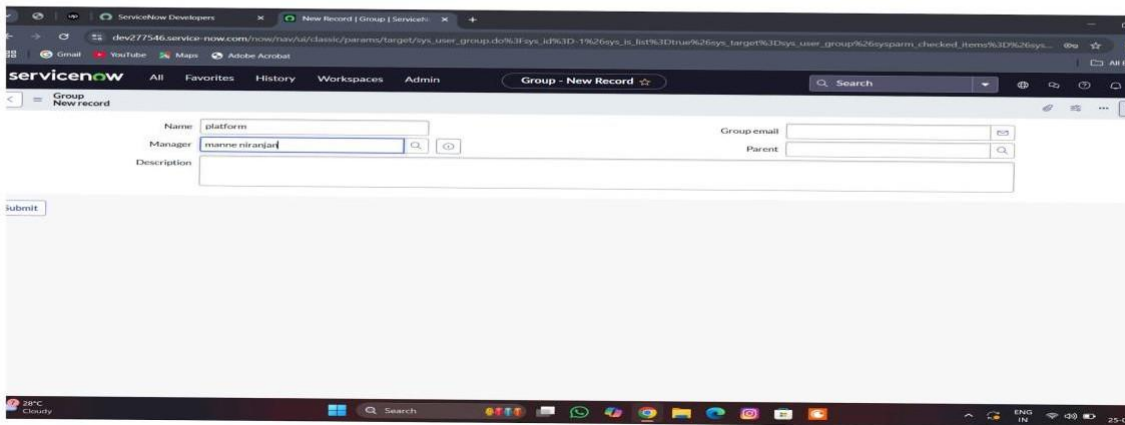 ServiceNow Developers
New Record | Group | ServiceN
dev277546.service-now.com/now/nav/ui/classic/params/target/sys_user_group.do%3Fsys_id%3D-1%26sys_is_list%3Dtrue%26sys_target%3Dsys_user_group%26sysparm_checked_items%3D%26sys...
Gmail YouTube Maps Adobe Acrobat
servicenow All Favorites History Workspaces Admin Group - New Record Search
Group
New record
Name platform
Group email
Manager manne niranjan
Parent
Description
Submit
28°C
Cloudy
Search
ENG
IN